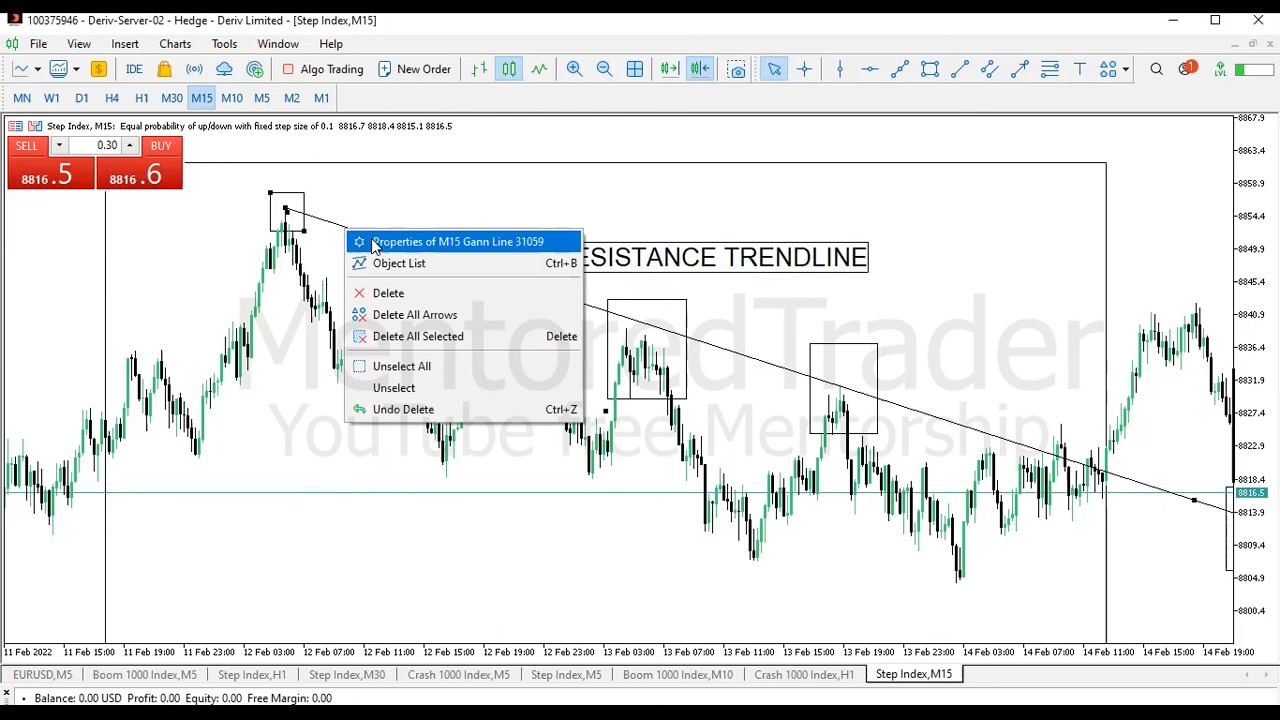 100375946 - Deriv-Server-02 - Hedge - Deriv Limited - [Step Index,M15]
File View Insert Charts Tools Window Help
IDE Algo Trading New Order 1 LVL
MN W1 D1 H4 H1 M30 M15 M10 M5 M2 M1
Step Index, M15: Equal probability of up/down with fixed step size of 0.1 8816.7 8818.4 8815.1 8816.5
SELL 0.30 BUY
8816.5 8816.6
8867.9
8863.4
8858.9
8854.4
8849.9
8845.4
8840.9
8836.4
8831.9
8827.4
8822.9
8818.4
8816.5
8813.9
8809.4
8804.9
8800.4
ESISTANCE TRENDLINE
Properties of M15 Gann Line 31059
Object List Ctrl+B
Delete
Delete All Arrows
Delete All Selected Delete
Unselect All
Unselect
Undo Delete Ctrl+Z
MentoredTrader
YouTube Free Mentorship
11 Feb 2022 11 Feb 15:00 11 Feb 19:00 11 Feb 23:00 12 Feb 03:00 12 Feb 07:00 12 Feb 11:00 12 Feb 15:00 12 Feb 19:00 13 Feb 03:00 13 Feb 07:00 13 Feb 11:00 13 Feb 15:00 13 Feb 19:00 13 Feb 23:00 14 Feb 03:00 14 Feb 07:00 14 Feb 11:00 14 Feb 15:00 14 Feb 19:00
EURUSD,M5 Boom 1000 Index,M5 Step Index,H1 Step Index,M30 Crash 1000 Index,M5 Step Index,M5 Boom 1000 Index,M10 Crash 1000 Index,H1 Step Index,M15
Balance: 0.00 USD Profit: 0.00 Equity: 0.00 Free Margin: 0.00